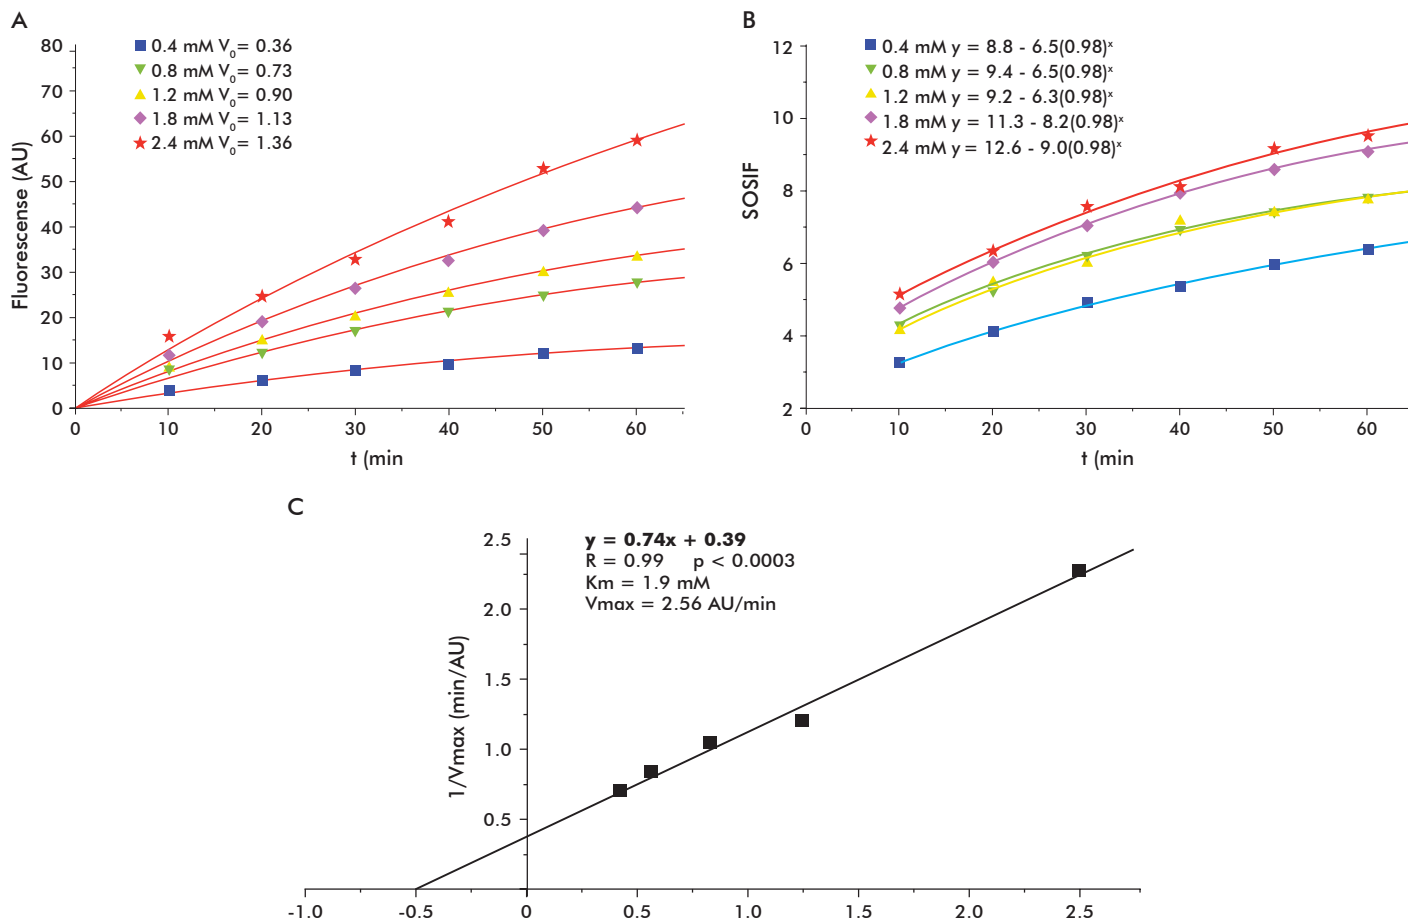 A
0.4 mM V0= 0.36
0.8 mM V0= 0.73
1.2 mM V0= 0.90
1.8 mM V0= 1.13
2.4 mM V0= 1.36
Fluorescense (AU)
80
70
60
50
40
30
20
10
0
0 10 20 30 40 50 60
t (min
B
0.4 mM y = 8.8 - 6.5(0.98)x
0.8 mM y = 9.4 - 6.5(0.98)x
1.2 mM y = 9.2 - 6.3(0.98)x
1.8 mM y = 11.3 - 8.2(0.98)x
2.4 mM y = 12.6 - 9.0(0.98)x
SOSIF
12
10
8
6
4
2
0 10 20 30 40 50 60
t (min
C
y = 0.74x + 0.39
R = 0.99 p < 0.0003
Km = 1.9 mM
Vmax = 2.56 AU/min
1/Vmax (min/AU)
2.5
2.0
1.5
1.0
0.5
-1.0 -0.5 0 0.5 1.0 1.5 2.0 2.5